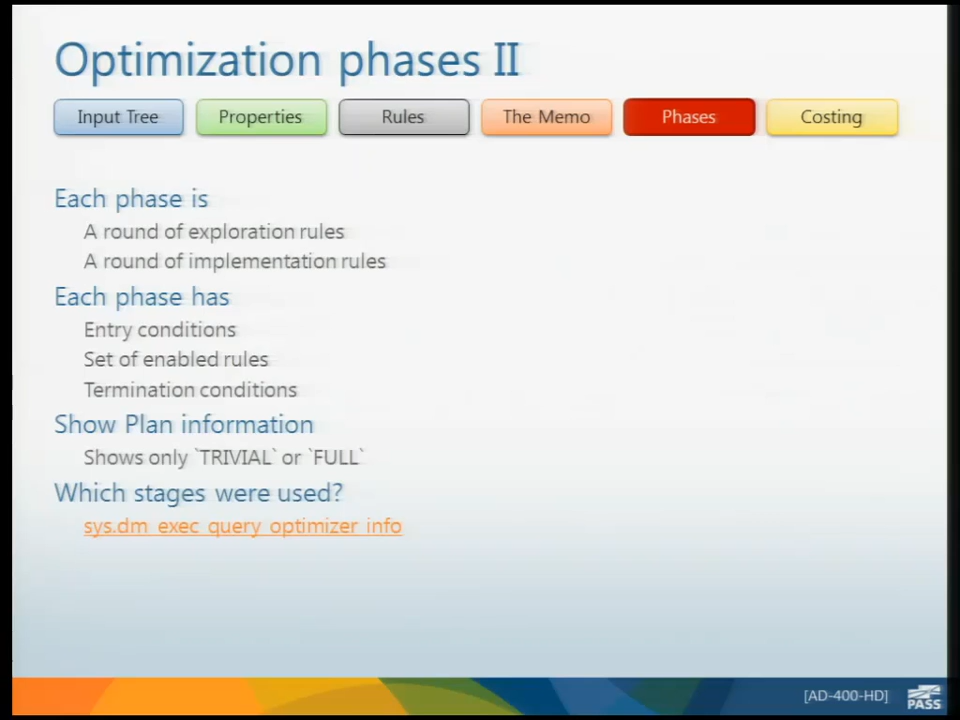 Optimization phases II
Input Tree
Properties
Rules
The Memo
Phases
Costing
Each phase is
A round of exploration rules
A round of implementation rules
Each phase has
Entry conditions
Set of enabled rules
Termination conditions
Show Plan information
Shows only `TRIVIAL` or `FULL`
Which stages were used?
sys.dm_exec_query_optimizer_info
[AD-400-HD]
PASS